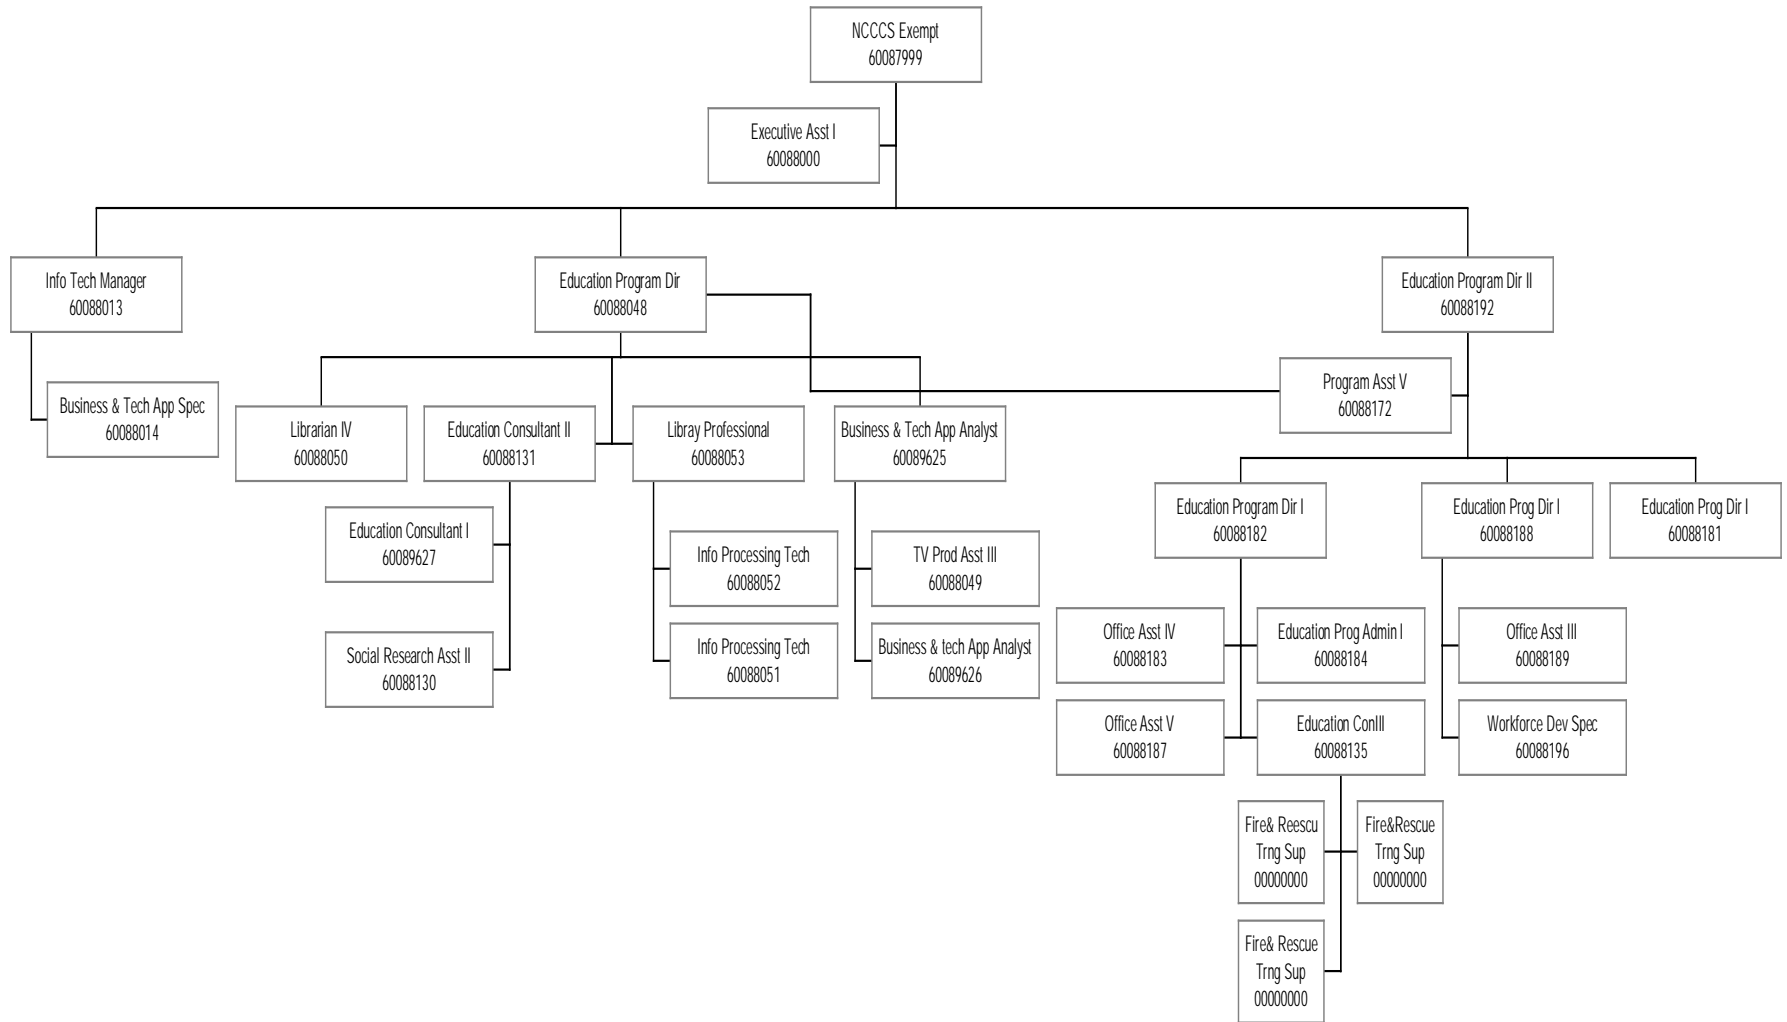 NCCCS Exempt
60087999
Executive Asst I
60088000
Info Tech Manager
60088013
Education Program Dir
60088048
Education Program Dir II
60088192
Business & Tech App Spec
60088014
Program Asst V
60088172
Librarian IV
60088050
Education Consultant II
60088131
Libray Professional
60088053
Business & Tech App Analyst
60089625
Education Program Dir I
60088182
Education Prog Dir I
60088188
Education Prog Dir I
60088181
Education Consultant I
60089627
Info Processing Tech
60088052
TV Prod Asst III
60088049
Social Research Asst II
60088130
Info Processing Tech
60088051
Business & tech App Analyst
60089626
Office Asst IV
60088183
Education Prog Admin I
60088184
Office Asst III
60088189
Office Asst V
60088187
Education ConIII
60088135
Workforce Dev Spec
60088196
Fire& Reescu
Trng Sup
00000000
Fire&Rescue
Trng Sup
00000000
Fire& Rescue
Trng Sup
00000000